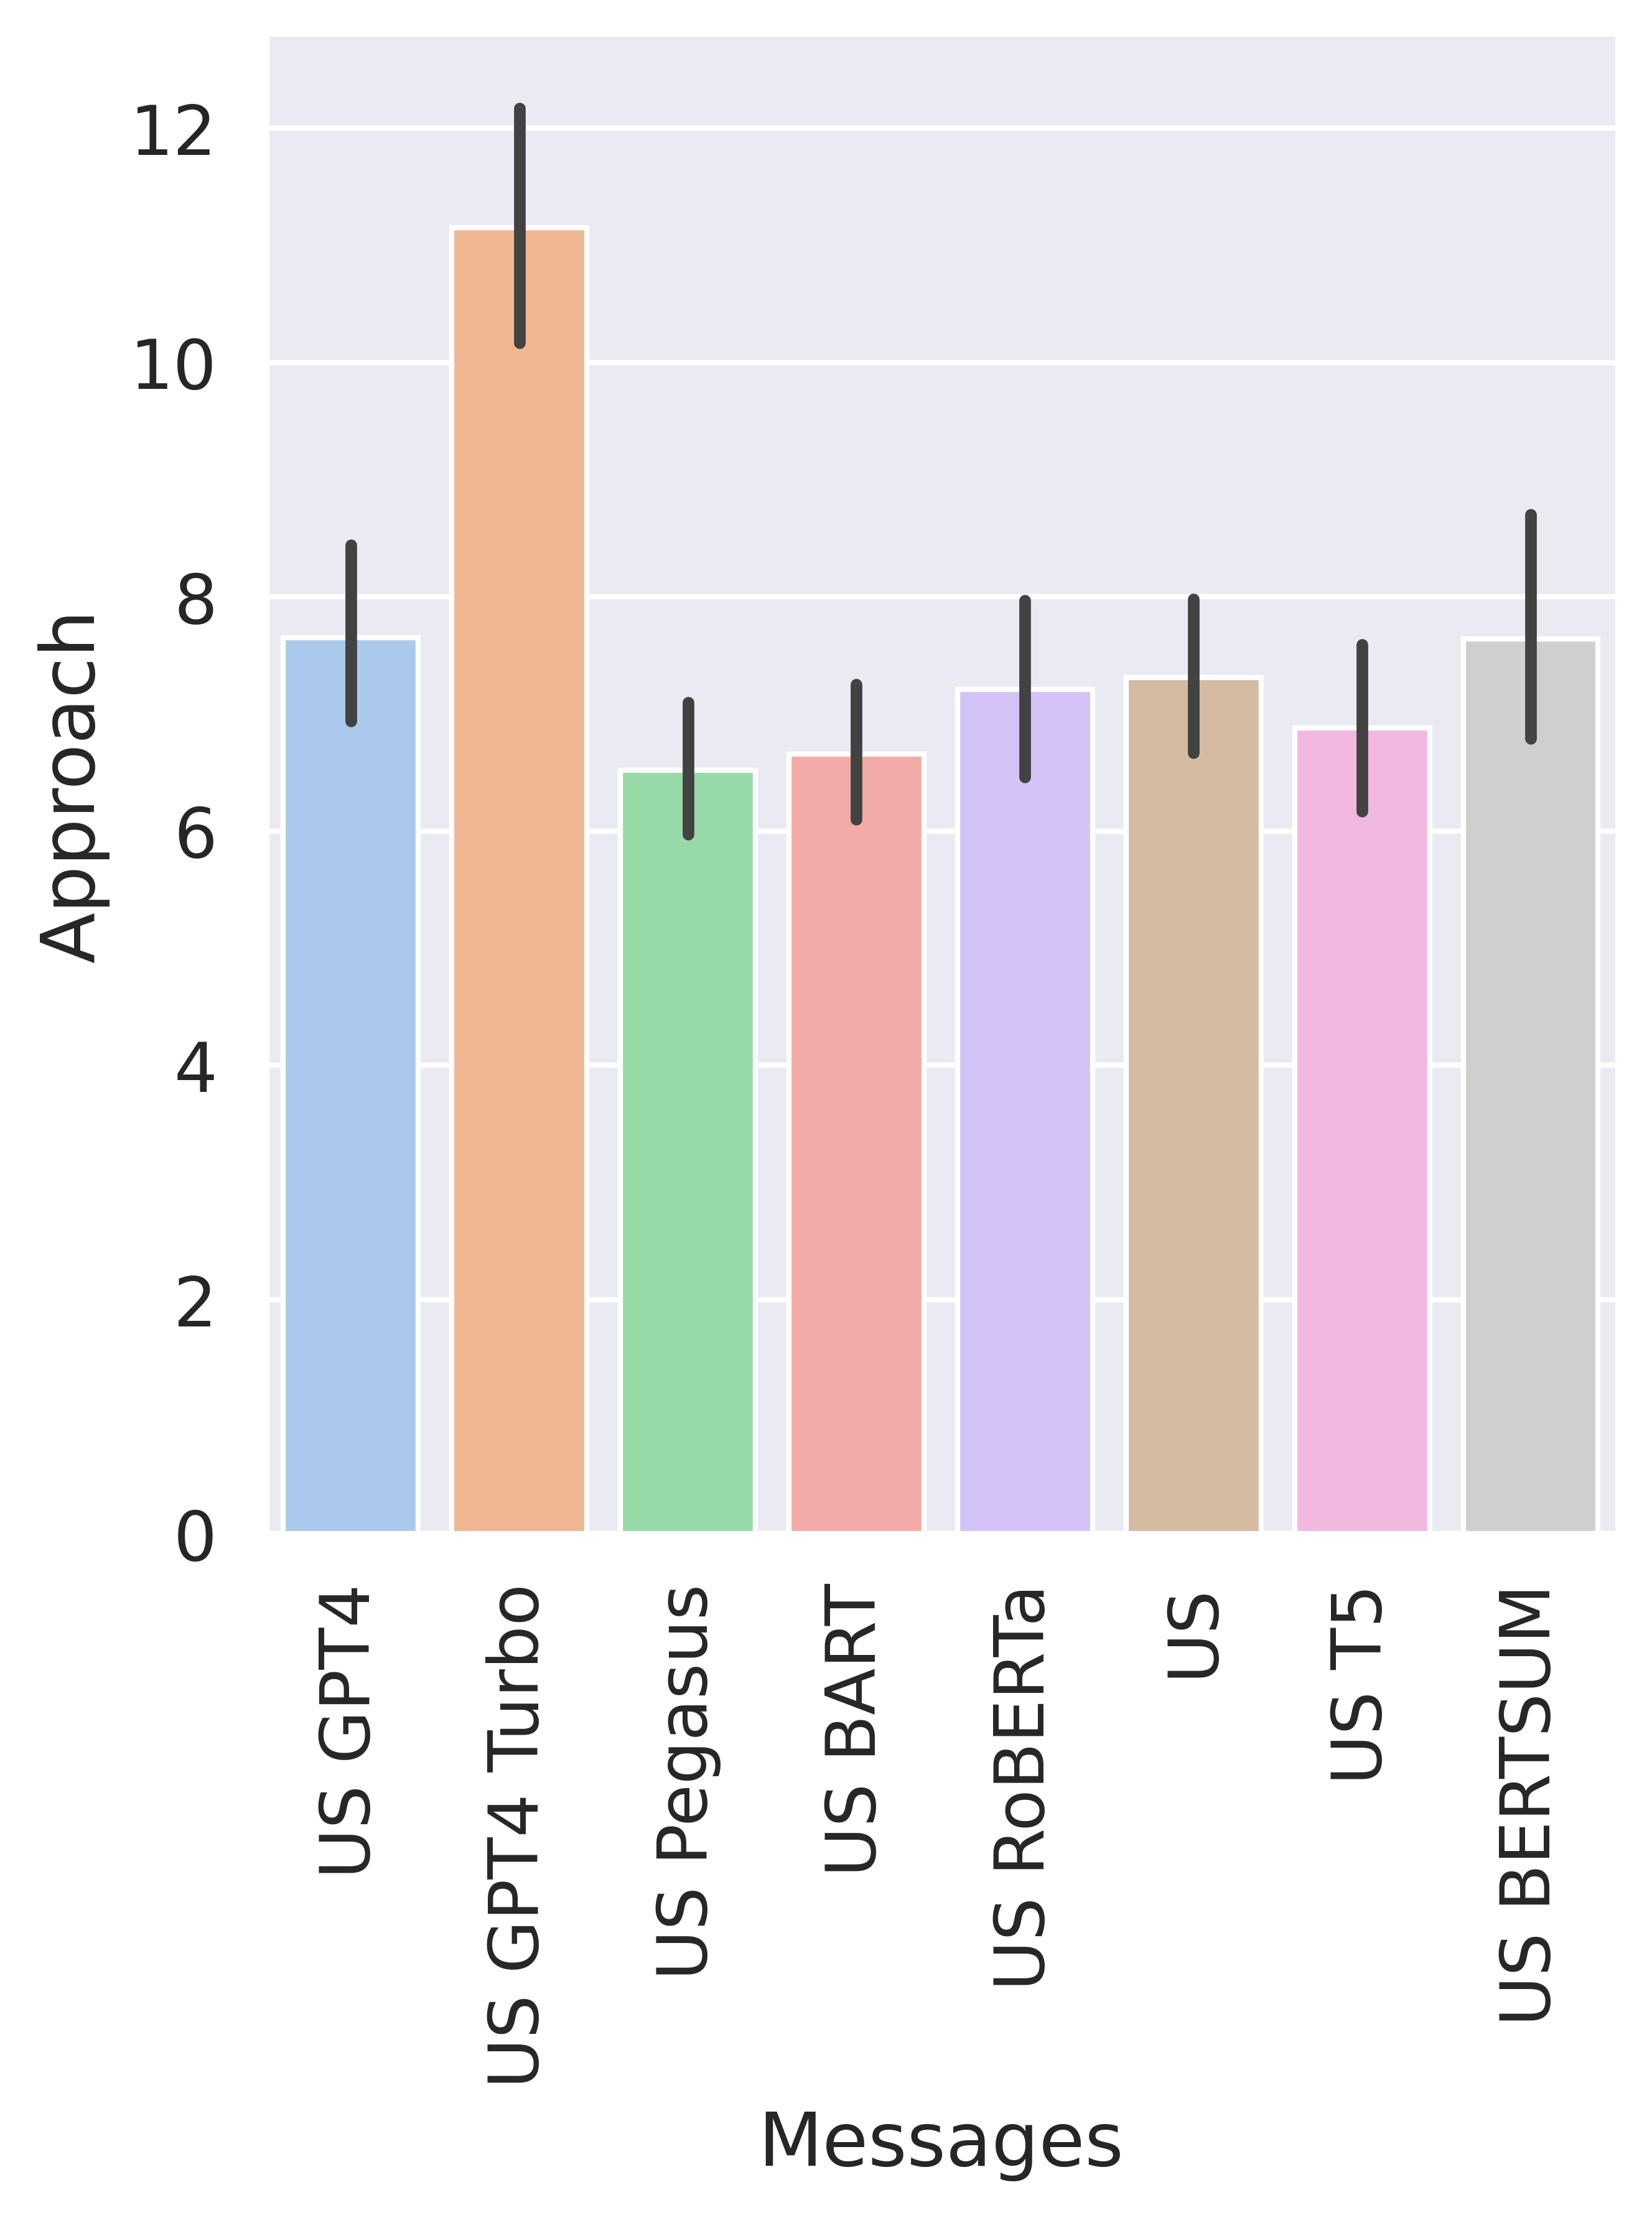 12
10
8
6
4
2
0
Approach
US GPT4
US GPT4 Turbo
US Pegasus
US BART
US RoBERTa
US
US T5
US BERTSUM
Messages